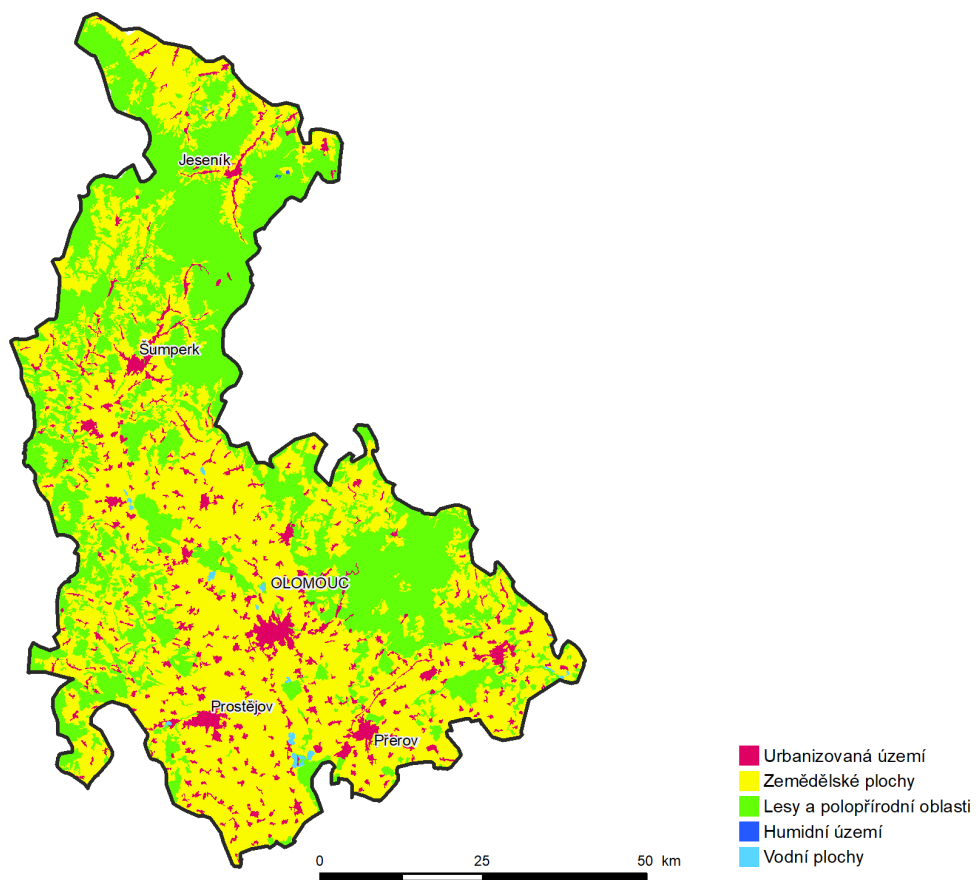 Jeseník
Šumperk
OLOMOUC
Prostějov
Přerov
Urbanizovaná území
Zemědělské plochy
Lesy a polopřírodní oblasti
Humidní území
Vodní plochy
0 25 50 km